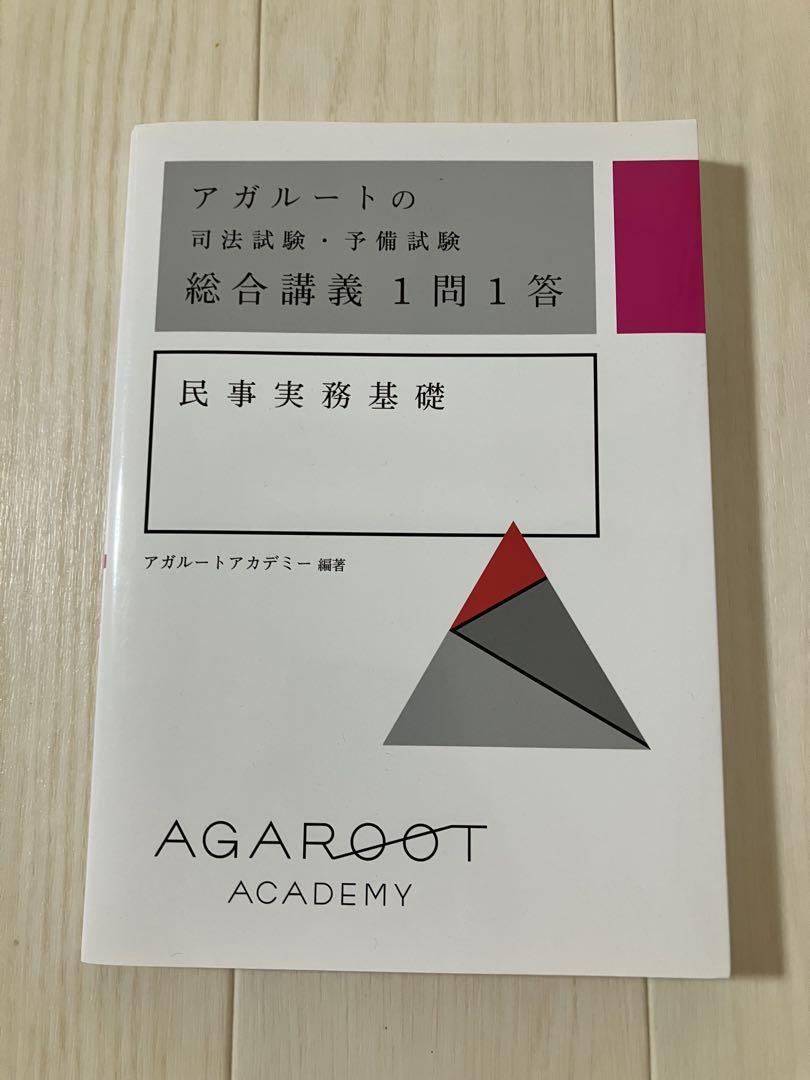 アガルートの
司法試験・予備試験
総合講義1問1答
民事実務基礎
アガルートアカデミー 編著
AGAROOT
ACADEMY